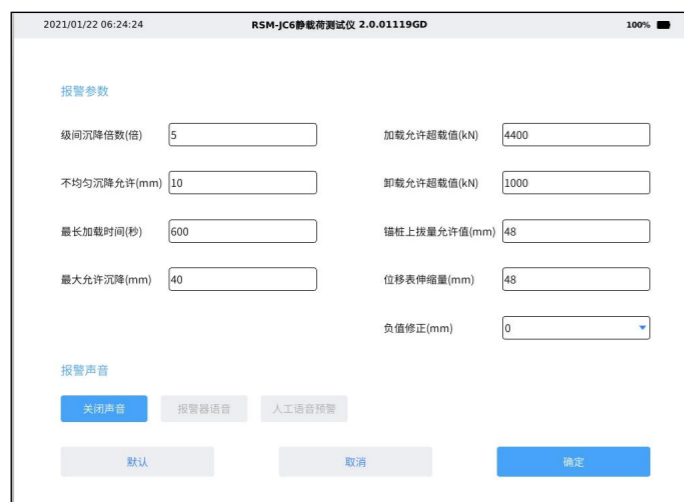 2021/01/22 06:24:24 RSM-JC6静载荷测试仪 2.0.01119GD 100%
报警参数
级间沉降倍数(倍) 5 加载允许超载值(kN) 4400
不均匀沉降允许(mm) 10 卸载允许超载值(kN) 1000
最长加载时间(秒) 600 锚桩上拔量允许值(mm) 48
最大允许沉降(mm) 40 位移表伸缩量(mm) 48
负值修正(mm) 0
报警声音
关闭声音 报警器语音 人工语音预警
默认 取消 确定